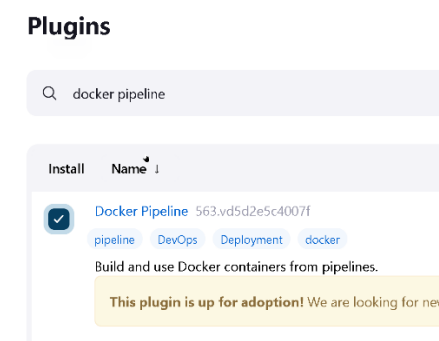 Plugins
docker pipeline
Install Name ↓
Docker Pipeline 563.vd5d2e5c4007f
pipeline DevOps Deployment docker
Build and use Docker containers from pipelines.
This plugin is up for adoption! We are looking for